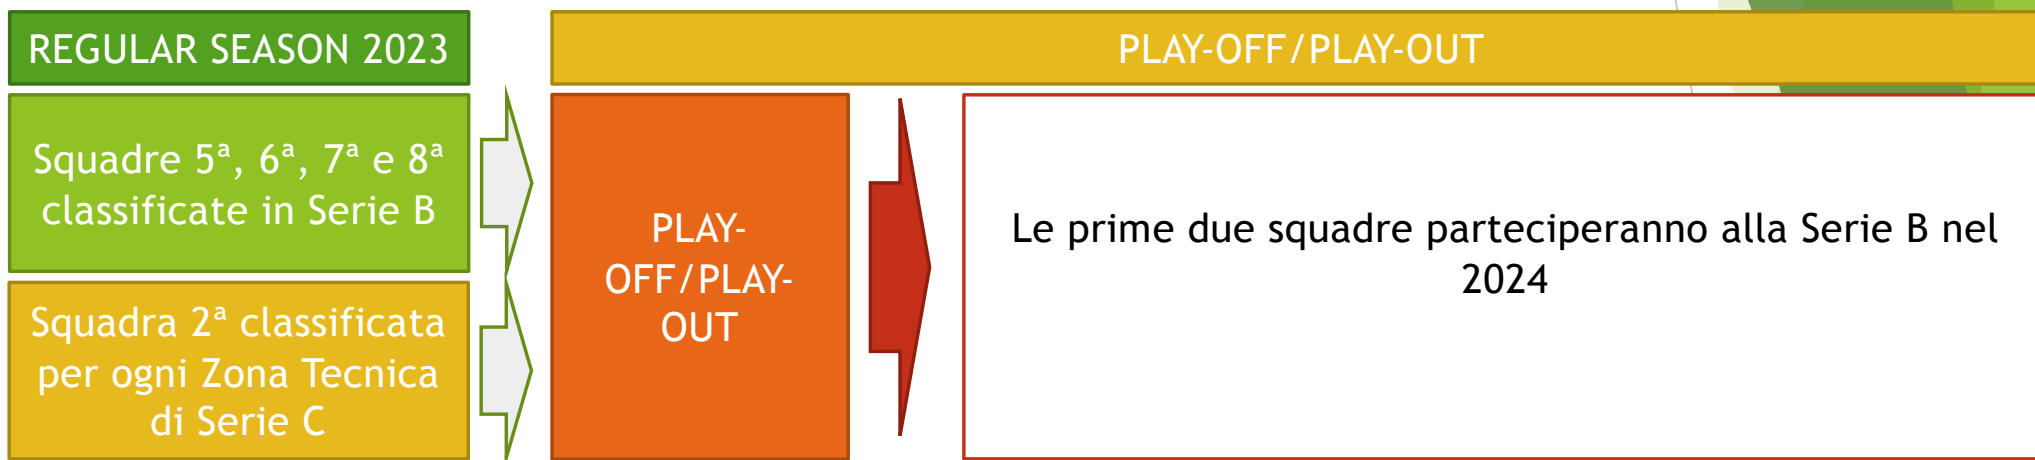 REGULAR SEASON 2023
PLAY-OFF/PLAY-OUT
Squadre 5ª, 6ª, 7ª e 8ª
classificate in Serie B
Squadra 2ª classificata
per ogni Zona Tecnica
di Serie C
PLAY-
OFF/PLAY-
OUT
Le prime due squadre parteciperanno alla Serie B nel
2024